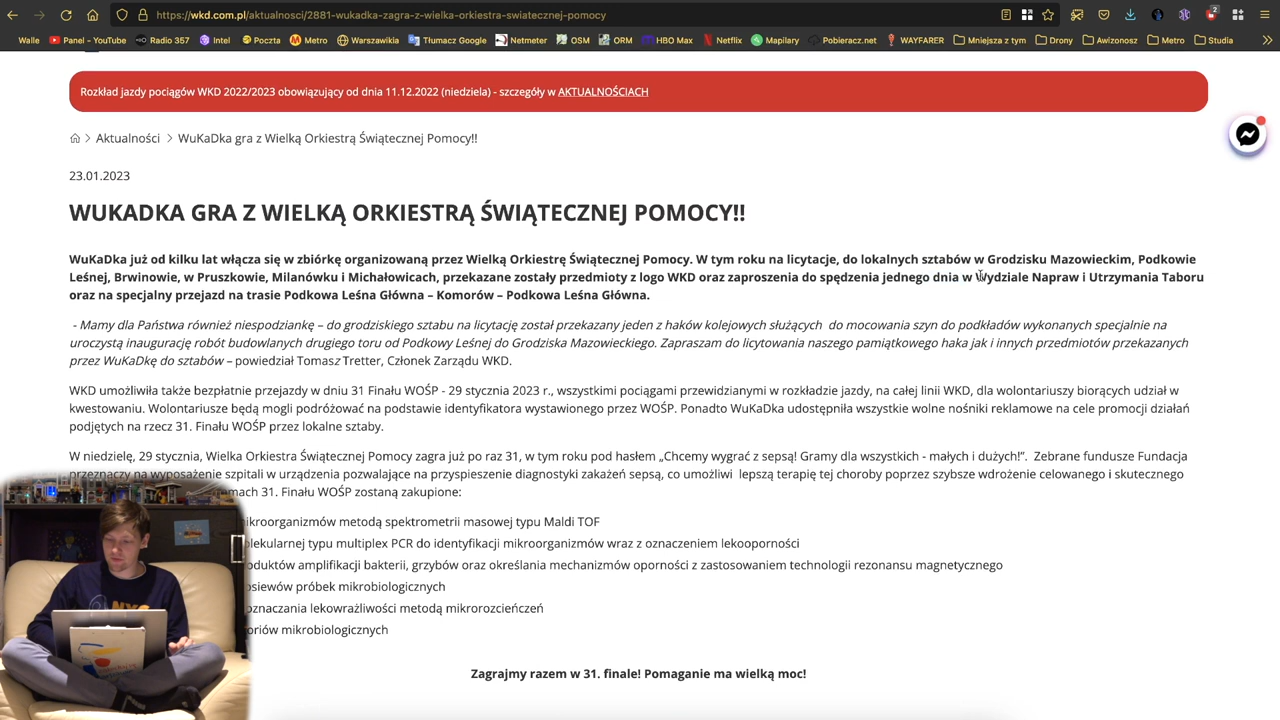 https://wkd.com.pl/aktualnosci/2881-wukadka-zagra-z-wielka-orkiestra-swiatecznej-pomocy
2
Walle Panel - YouTube Radio 357 Intel Poczta Metro Warszawikia Tłumacz Google Netmeter OSM ORM HBO Max Netflix Mapilary Pobieracz.net WAYFARER Mniejsza z tym Drony Awizonosz Metro Studia
Rozkład jazdy pociągów WKD 2022/2023 obowiązujący od dnia 11.12.2022 (niedziela) - szczegóły w AKTUALNOŚCIACH
Aktualności > WuKaDka gra z Wielką Orkiestrą Świątecznej Pomocy!!
23.01.2023
WUKADKA GRA Z WIELKĄ ORKIESTRĄ ŚWIĄTECZNEJ POMOCY!!
WuKaDka już od kilku lat włącza się w zbiórkę organizowaną przez Wielką Orkiestrę Świątecznej Pomocy. W tym roku na licytacje, do lokalnych sztabów w Grodzisku Mazowieckim, Podkowie
Leśnej, Brwinowie, w Pruszkowie, Milanówku i Michałowicach, przekazane zostały przedmioty z logo WKD oraz zaproszenia do spędzenia jednego dnia w Wydziale Napraw i Utrzymania Taboru
oraz na specjalny przejazd na trasie Podkowa Leśna Główna – Komorów – Podkowa Leśna Główna.
- Mamy dla Państwa również niespodziankę – do grodziskiego sztabu na licytację został przekazany jeden z haków kolejowych służących do mocowania szyn do podkładów wykonanych specjalnie na
uroczystą inaugurację robót budowlanych drugiego toru od Podkowy Leśnej do Grodziska Mazowieckiego. Zapraszam do licytowania naszego pamiątkowego haka jak i innych przedmiotów przekazanych
przez WuKaDkę do sztabów – powiedział Tomasz Tretter, Członek Zarządu WKD.
WKD umożliwiła także bezpłatnie przejazdy w dniu 31 Finału WOŚP - 29 stycznia 2023 r., wszystkimi pociągami przewidzianymi w rozkładzie jazdy, na całej linii WKD, dla wolontariuszy biorących udział w
kwestowaniu. Wolontariusze będą mogli podróżować na podstawie identyfikatora wystawionego przez WOŚP. Ponadto WuKaDka udostępniła wszystkie wolne nośniki reklamowe na cele promocji działań
podjętych na rzecz 31. Finału WOŚP przez lokalne sztaby.
W niedzielę, 29 stycznia, Wielka Orkiestra Świątecznej Pomocy zagra już po raz 31, w tym roku pod hasłem „Chcemy wygrać z sepsą! Gramy dla wszystkich - małych i dużych!”. Zebrane fundusze Fundacja
przeznaczy na wyposażenie szpitali w urządzenia pozwalające na przyspieszenie diagnostyki zakażeń sepsą, co umożliwi lepszą terapię tej choroby poprzez szybsze wdrożenie celowanego i skutecznego
mach 31. Finału WOŚP zostaną zakupione:
ikroorganizmów metodą spektrometrii masowej typu Maldi TOF
olekularnej typu multiplex PCR do identyfikacji mikroorganizmów wraz z oznaczeniem lekooporności
oduktów amplifikacji bakterii, grzybów oraz określania mechanizmów oporności z zastosowaniem technologii rezonansu magnetycznego
osiewów próbek mikrobiologicznych
oznaczania lekowrażliwości metodą mikrorozcieńczeń
oriów mikrobiologicznych
Zagrajmy razem w 31. finale! Pomaganie ma wielką moc!